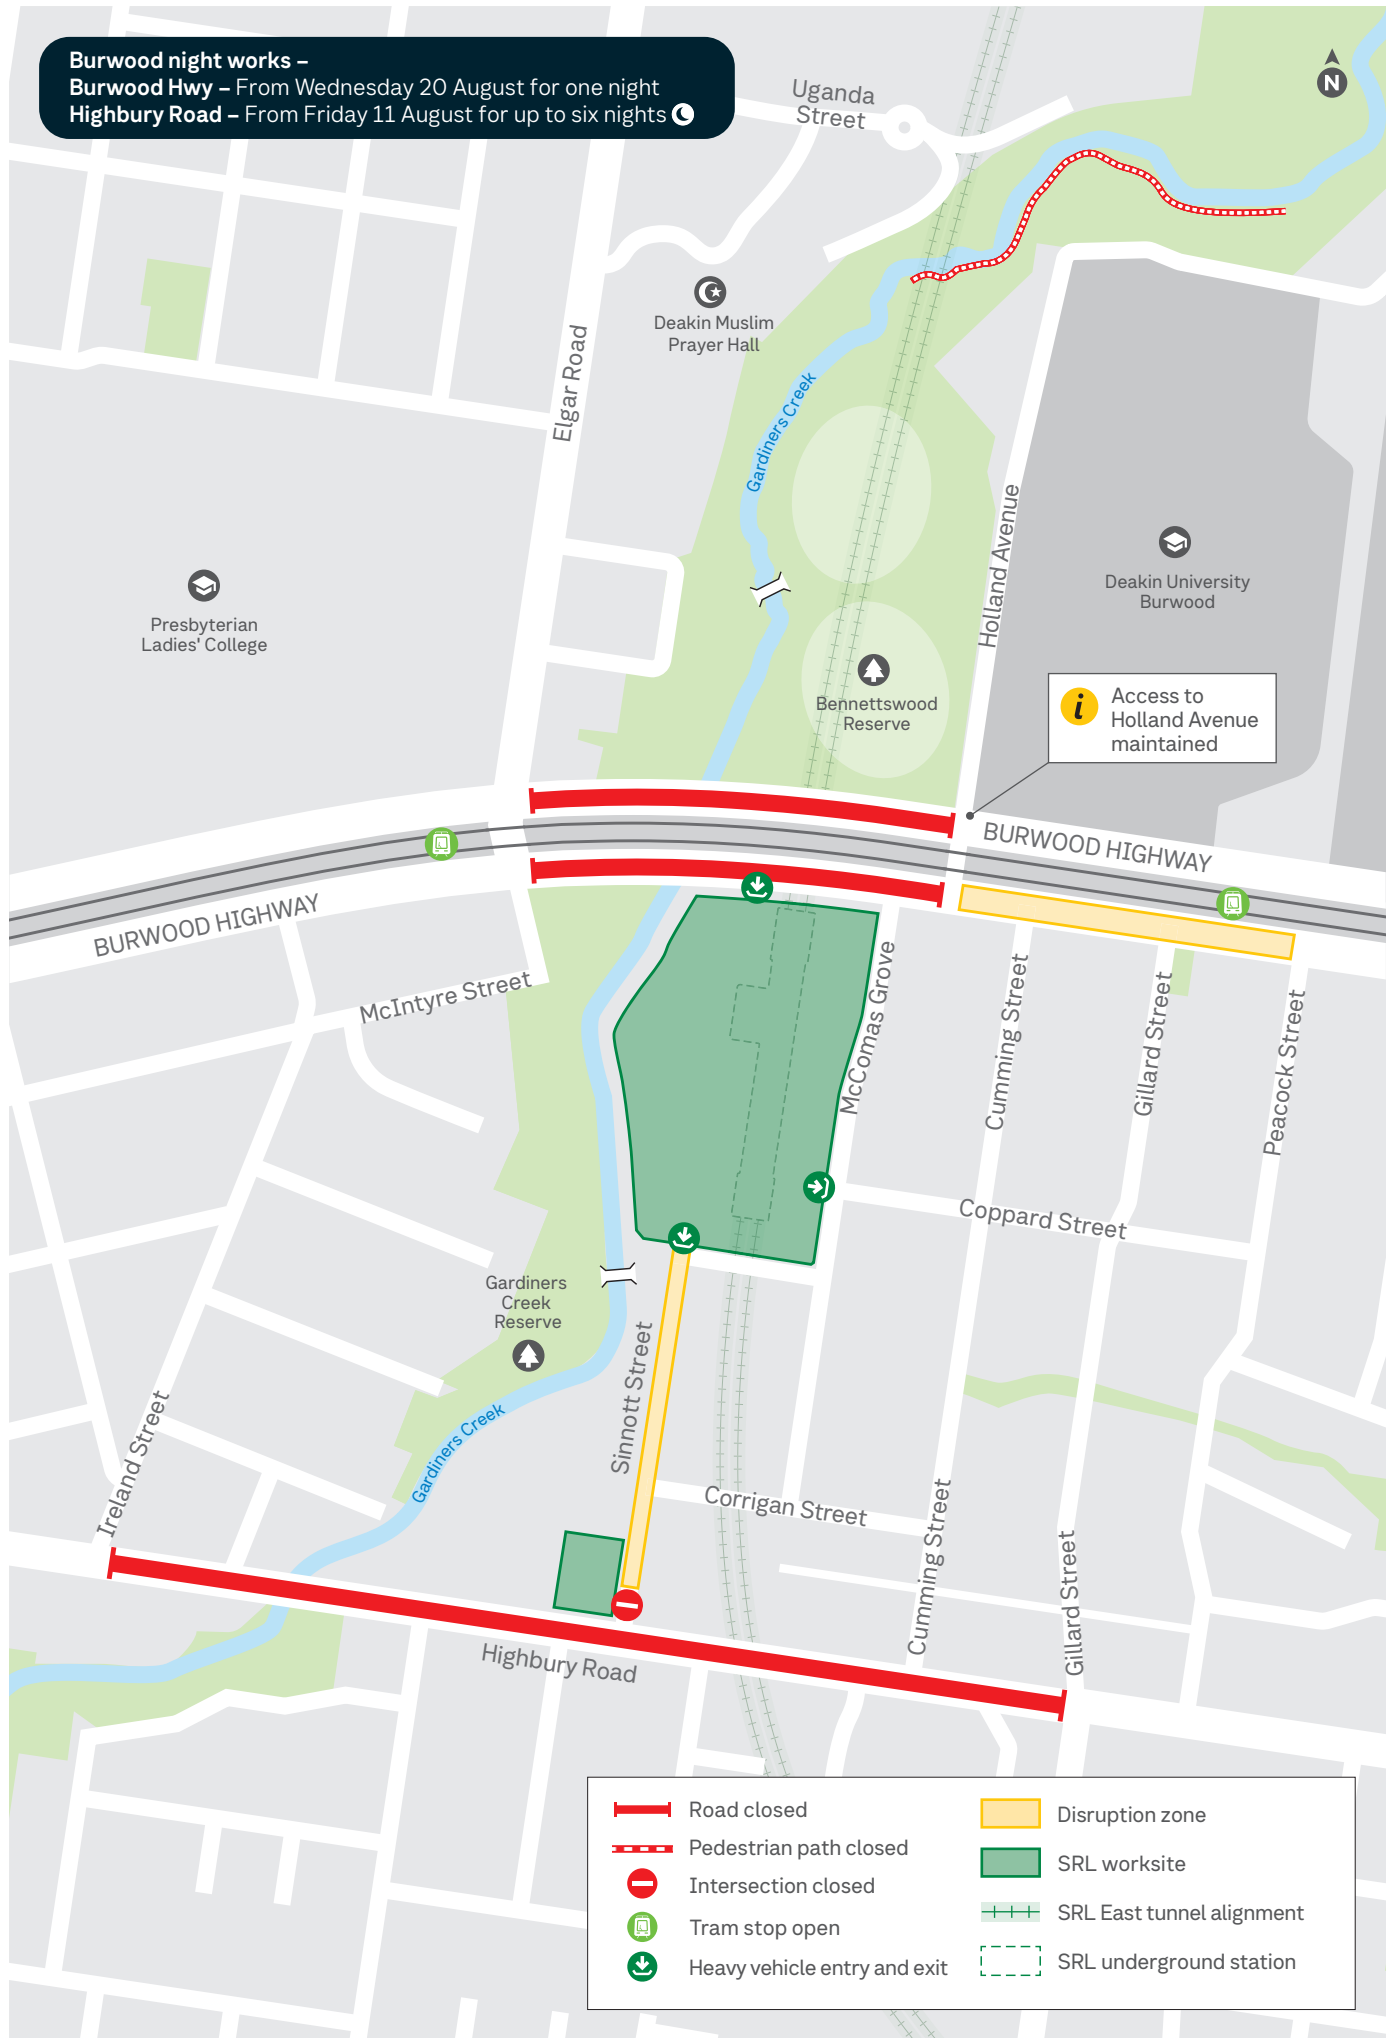 Burwood night works –
Burwood Hwy – From Wednesday 20 August for one night
Highbury Road – From Friday 11 August for up to six nights
N
Uganda
Street
Deakin Muslim
Prayer Hall
Elgar Road
Gardiners Creek
Holland Avenue
Deakin University
Burwood
Presbyterian
Ladies' College
Bennettswood
Reserve
i
Access to
Holland Avenue
maintained
BURWOOD HIGHWAY
BURWOOD HIGHWAY
McIntyre Street
McComas Grove
Cumming Street
Gillard Street
Peacock Street
Coppard Street
Gardiners
Creek
Reserve
Sinnott Street
Ireland Street
Gardiners Creek
Corrigan Street
Cumming Street
Gillard Street
Highbury Road
Road closed
Pedestrian path closed
Intersection closed
Tram stop open
Heavy vehicle entry and exit
Disruption zone
SRL worksite
SRL East tunnel alignment
SRL underground station